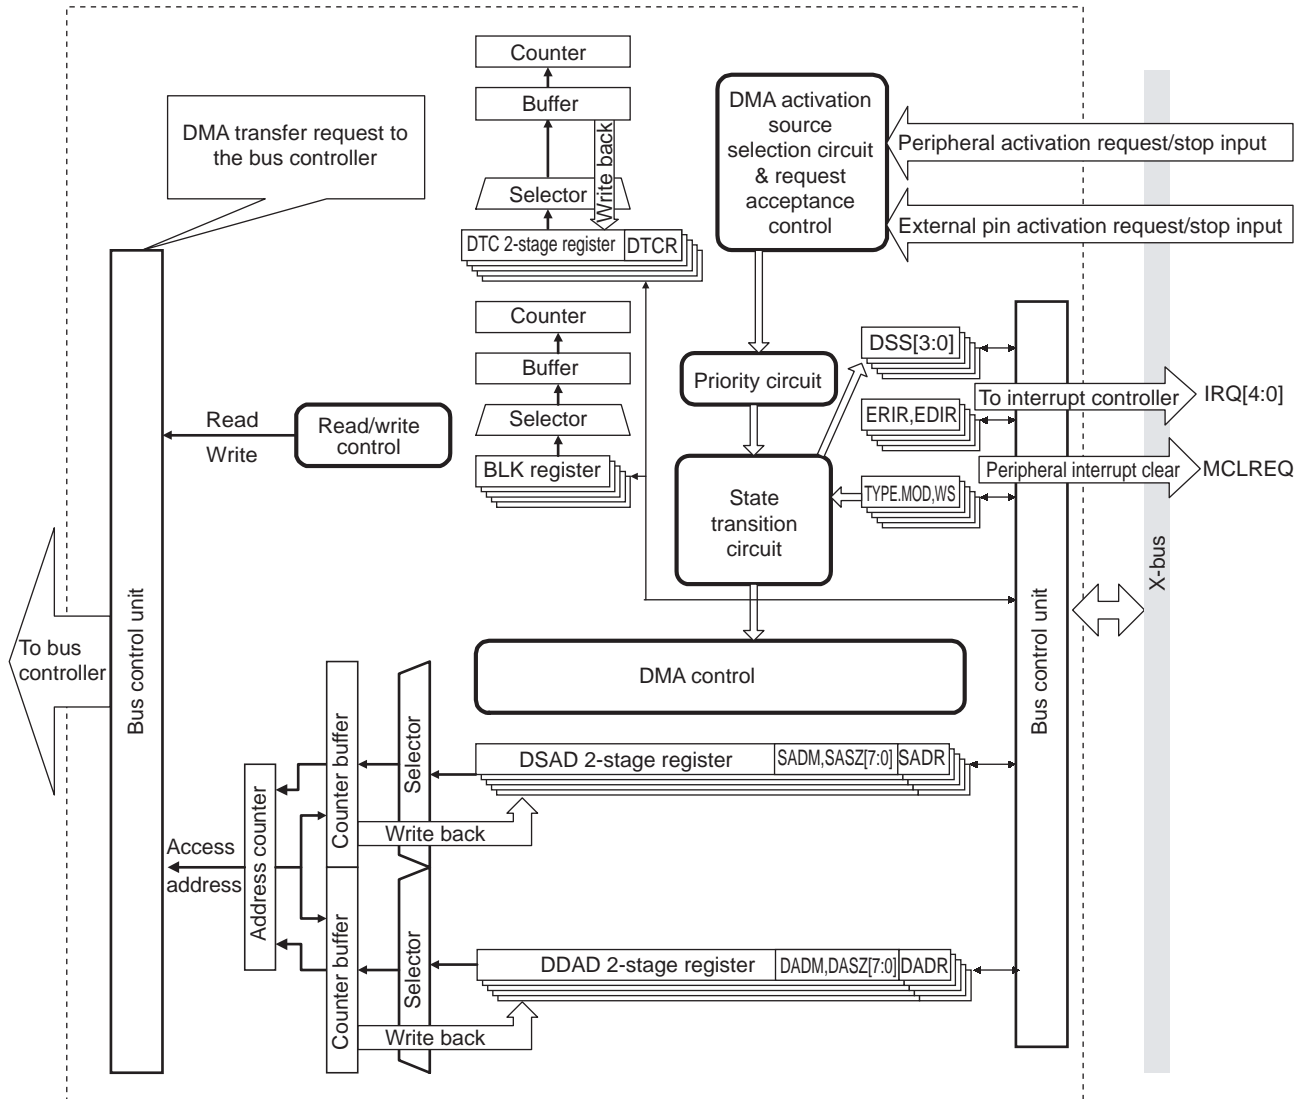 Counter
Buffer
Write back
Selector
DTC 2-stage register
DTCR
DMA transfer request to
the bus controller
DMA activation
source
selection circuit
& request
acceptance
control
Peripheral activation request/stop input
External pin activation request/stop input
Counter
Buffer
Selector
BLK register
Priority circuit
DSS[3:0]
To interrupt controller
IRQ[4:0]
ERIR,EDIR
Peripheral interrupt clear
MCLREQ
TYPE.MOD,WS
State
transition
circuit
Read
Write
Read/write
control
X-bus
Bus control unit
Bus control unit
To bus
controller
DMA control
DSAD 2-stage register
SADM,SASZ[7:0]
SADR
Selector
Counter buffer
Write back
Address counter
Access
address
DDAD 2-stage register
DADM,DASZ[7:0]
DADR
Selector
Counter buffer
Write back